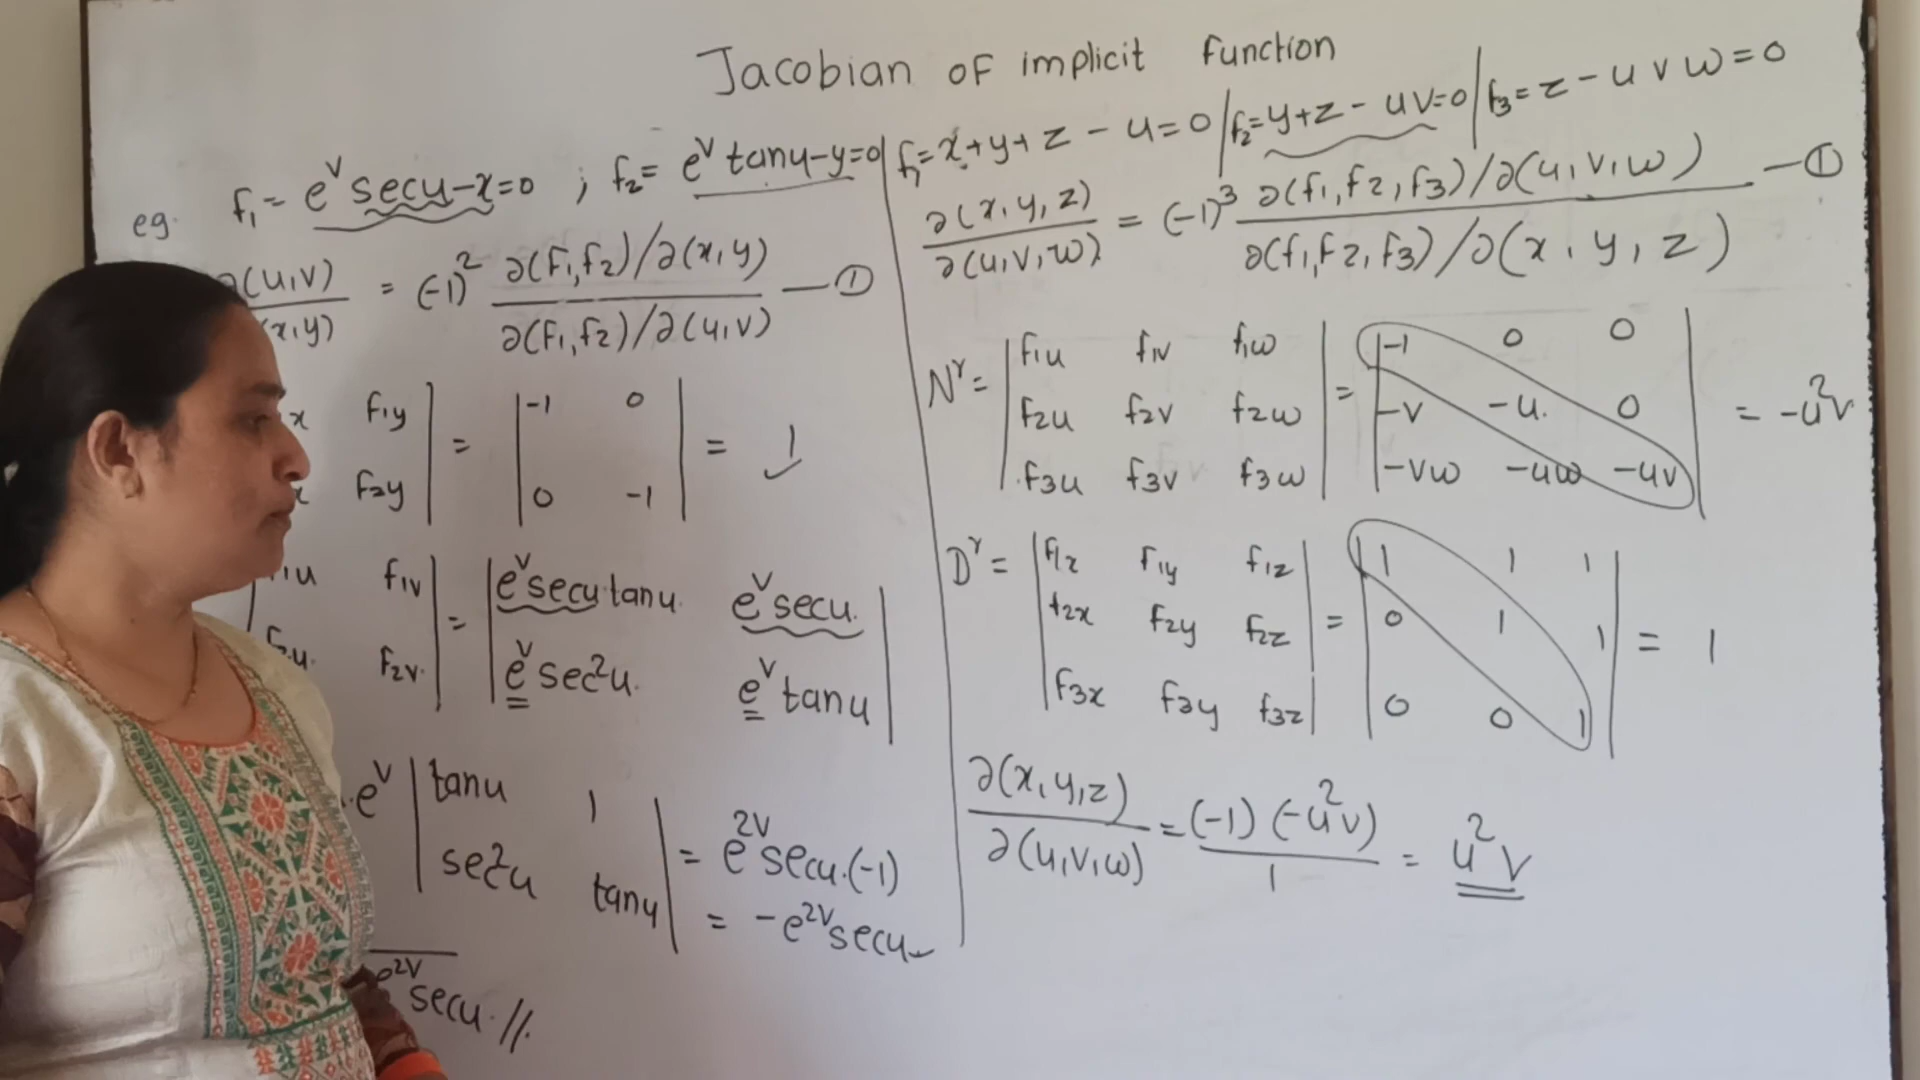 Jacobian of implicit function
eg. f₁ = e^v secu - x = 0 ; f₂ = e^v tanu - y = 0
(u,v) / (x,y) = (-1)² ∂(f₁,f₂)/∂(x,y) / ∂(f₁,f₂)/∂(u,v) — ①
x f₁y | = | -1 0 | = 1
x f₂y | | 0 -1 |
| f₁u f₁v | = | e^v secu tanu e^v secu |
f₂u f₂v | | e^v sec²u e^v tanu |
e^v | tanu 1 | = e^2v secu.(-1)
| sec²u tanu | = -e^2v secu
e^2v secu. //
f₁ = x + y + z - u = 0 | f₂ = y + z - uv = 0 | f₃ = z - uvw = 0
∂(x,y,z) / ∂(u,v,w) = (-1)³ ∂(f₁,f₂,f₃)/∂(u,v,w) / ∂(f₁,f₂,f₃)/∂(x,y,z) — ①
Nʳ = | f₁u f₁v f₁w | = | -1 0 0 | = -u²v
| f₂u f₂v f₂w | | -v -u. 0 |
| f₃u f₃v f₃w | | -vw -uw -uv |
Dʳ = | f₁x f₁y f₁z | = | 1 1 1 | = 1
| f₂x f₂y f₂z | | 0 1 1 |
| f₃x f₃y f₃z | | 0 0 1 |
∂(x,y,z) / ∂(u,v,w) = (-1) (-u²v) / 1 = u²v